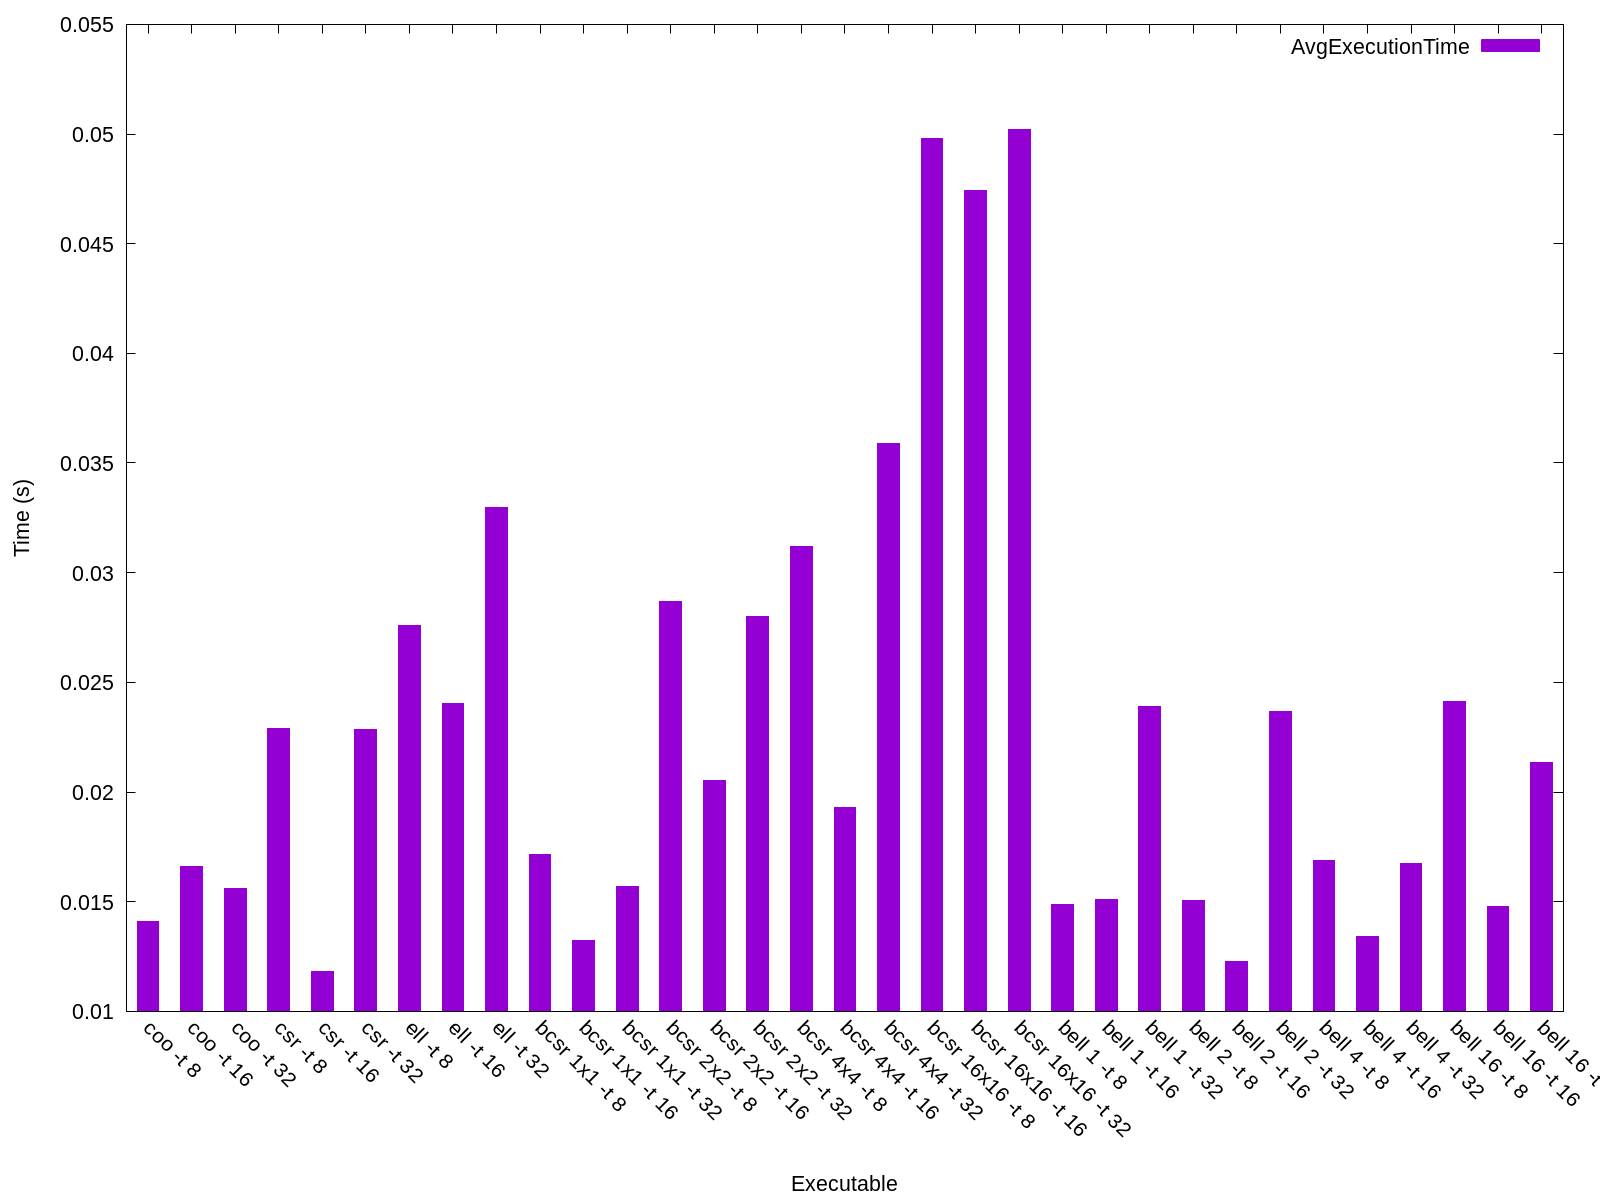 AvgExecutionTime
0.055
0.05
0.045
0.04
0.035
0.03
0.025
0.02
0.015
0.01
Time (s)
coo -t 8
coo -t 16
coo -t 32
csr -t 8
csr -t 16
csr -t 32
ell -t 8
ell -t 16
ell -t 32
bcsr 1x1 -t 8
bcsr 1x1 -t 16
bcsr 1x1 -t 32
bcsr 2x2 -t 8
bcsr 2x2 -t 16
bcsr 2x2 -t 32
bcsr 4x4 -t 8
bcsr 4x4 -t 16
bcsr 4x4 -t 32
bcsr 16x16 -t 8
bcsr 16x16 -t 16
bcsr 16x16 -t 32
bell 1 -t 8
bell 1 -t 16
bell 1 -t 32
bell 2 -t 8
bell 2 -t 16
bell 2 -t 32
bell 4 -t 8
bell 4 -t 16
bell 4 -t 32
bell 16 -t 8
bell 16 -t 16
bell 16 -t
Executable